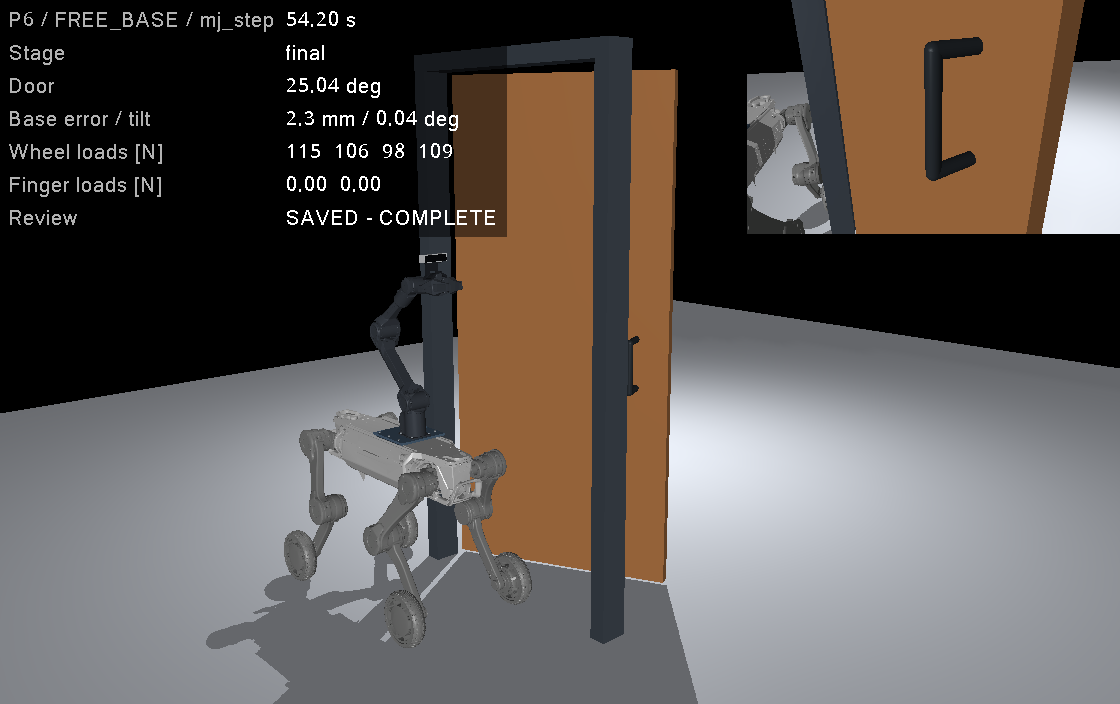 P6 / FREE_BASE / mj_step 54.20 s
Stage final
Door 25.04 deg
Base error / tilt 2.3 mm / 0.04 deg
Wheel loads [N] 115 106 98 109
Finger loads [N] 0.00 0.00
Review SAVED - COMPLETE